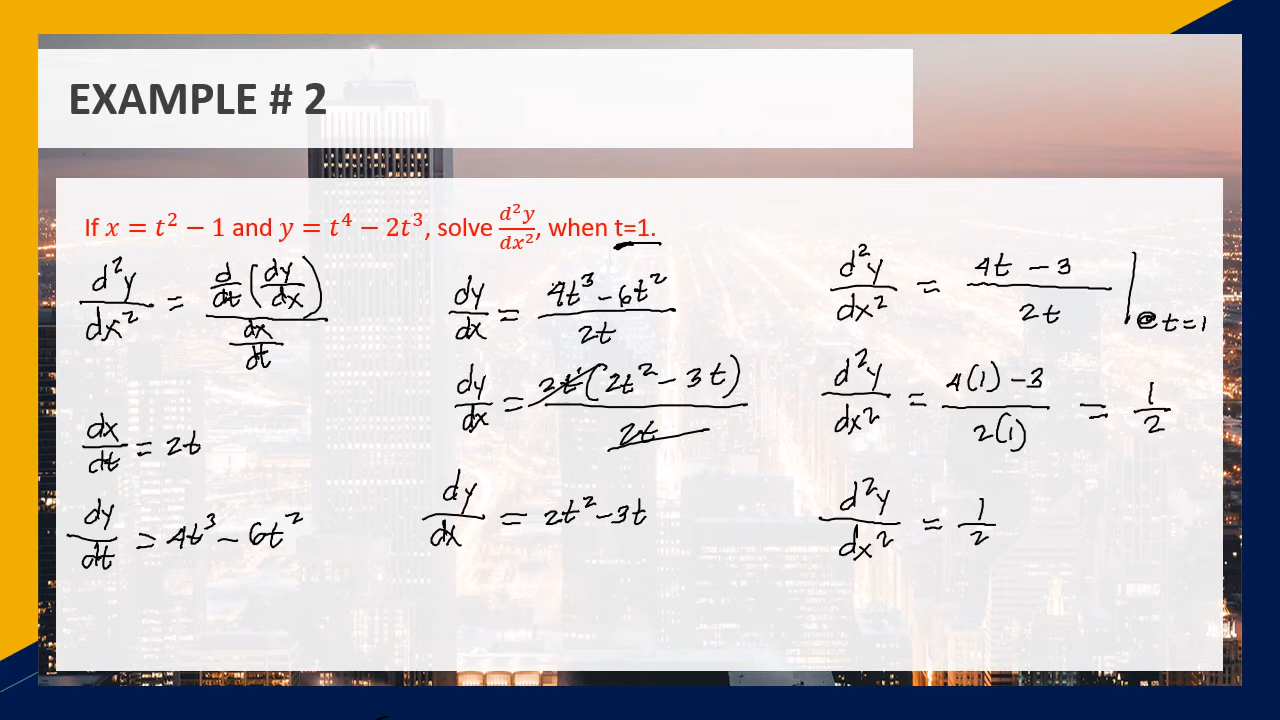 EXAMPLE # 2
If x = t² − 1 and y = t⁴ − 2t³, solve d²y/dx², when t=1.
d²y/dx² = (d/dt (dy/dx)) / (dx/dt)
dx/dt = 2t
dy/dt = 4t³ − 6t²
dy/dx = (4t³ − 6t²) / 2t
dy/dx = 2t(2t² − 3t) / 2t
dy/dx = 2t² − 3t
d²y/dx² = (4t − 3) / 2t | @ t=1
d²y/dx² = (4(1) − 3) / 2(1) = 1/2
d²y/dx² = 1/2